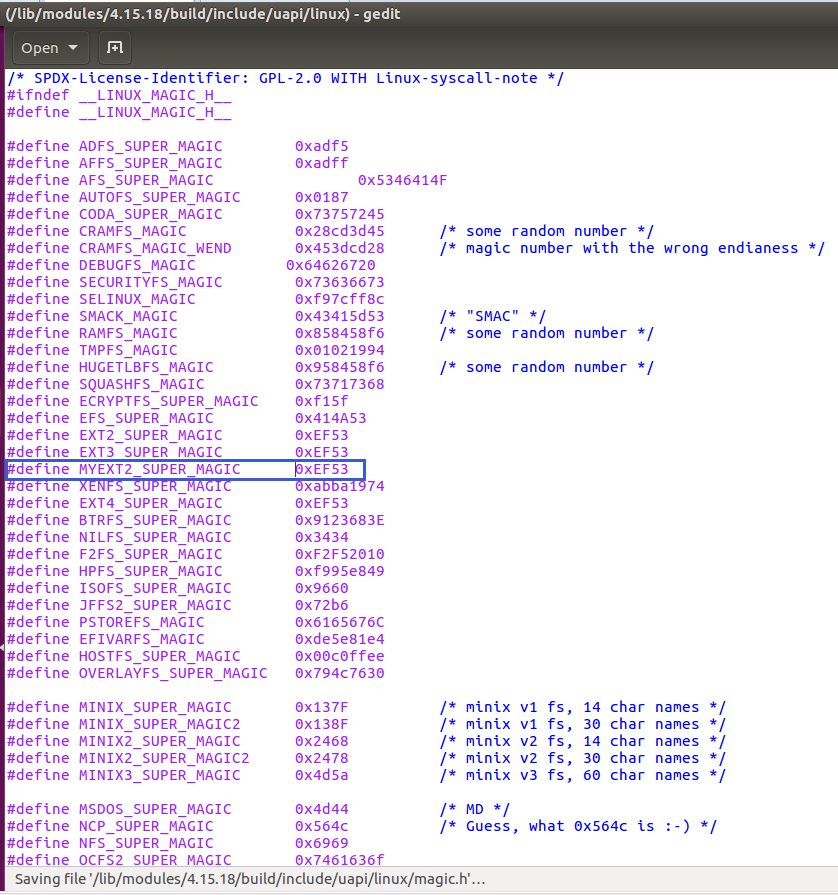 (/lib/modules/4.15.18/build/include/uapi/linux) - gedit
Open
/* SPDX-License-Identifier: GPL-2.0 WITH Linux-syscall-note */
#ifndef __LINUX_MAGIC_H__
#define __LINUX_MAGIC_H__
#define ADFS_SUPER_MAGIC 0xadf5
#define AFFS_SUPER_MAGIC 0xadff
#define AFS_SUPER_MAGIC 0x5346414F
#define AUTOFS_SUPER_MAGIC 0x0187
#define CODA_SUPER_MAGIC 0x73757245
#define CRAMFS_MAGIC 0x28cd3d45 /* some random number */
#define CRAMFS_MAGIC_WEND 0x453dcd28 /* magic number with the wrong endianess */
#define DEBUGFS_MAGIC 0x64626720
#define SECURITYFS_MAGIC 0x73636673
#define SELINUX_MAGIC 0xf97cff8c
#define SMACK_MAGIC 0x43415d53 /* "SMAC" */
#define RAMFS_MAGIC 0x858458f6 /* some random number */
#define TMPFS_MAGIC 0x01021994
#define HUGETLBFS_MAGIC 0x958458f6 /* some random number */
#define SQUASHFS_MAGIC 0x73717368
#define ECRYPTFS_SUPER_MAGIC 0xf15f
#define EFS_SUPER_MAGIC 0x414A53
#define EXT2_SUPER_MAGIC 0xEF53
#define EXT3_SUPER_MAGIC 0xEF53
#define MYEXT2_SUPER_MAGIC 0xEF53
#define XENFS_SUPER_MAGIC 0xabba1974
#define EXT4_SUPER_MAGIC 0xEF53
#define BTRFS_SUPER_MAGIC 0x9123683E
#define NILFS_SUPER_MAGIC 0x3434
#define F2FS_SUPER_MAGIC 0xF2F52010
#define HPFS_SUPER_MAGIC 0xf995e849
#define ISOFS_SUPER_MAGIC 0x9660
#define JFFS2_SUPER_MAGIC 0x72b6
#define PSTOREFS_MAGIC 0x6165676C
#define EFIVARFS_MAGIC 0xde5e81e4
#define HOSTFS_SUPER_MAGIC 0x00c0ffee
#define OVERLAYFS_SUPER_MAGIC 0x794c7630
#define MINIX_SUPER_MAGIC 0x137F /* minix v1 fs, 14 char names */
#define MINIX_SUPER_MAGIC2 0x138F /* minix v1 fs, 30 char names */
#define MINIX2_SUPER_MAGIC 0x2468 /* minix v2 fs, 14 char names */
#define MINIX2_SUPER_MAGIC2 0x2478 /* minix v2 fs, 30 char names */
#define MINIX3_SUPER_MAGIC 0x4d5a /* minix v3 fs, 60 char names */
#define MSDOS_SUPER_MAGIC 0x4d44 /* MD */
#define NCP_SUPER_MAGIC 0x564c /* Guess, what 0x564c is :-) */
#define NFS_SUPER_MAGIC 0x6969
#define OCFS2_SUPER_MAGIC 0x7461636f
Saving file '/lib/modules/4.15.18/build/include/uapi/linux/magic.h'…